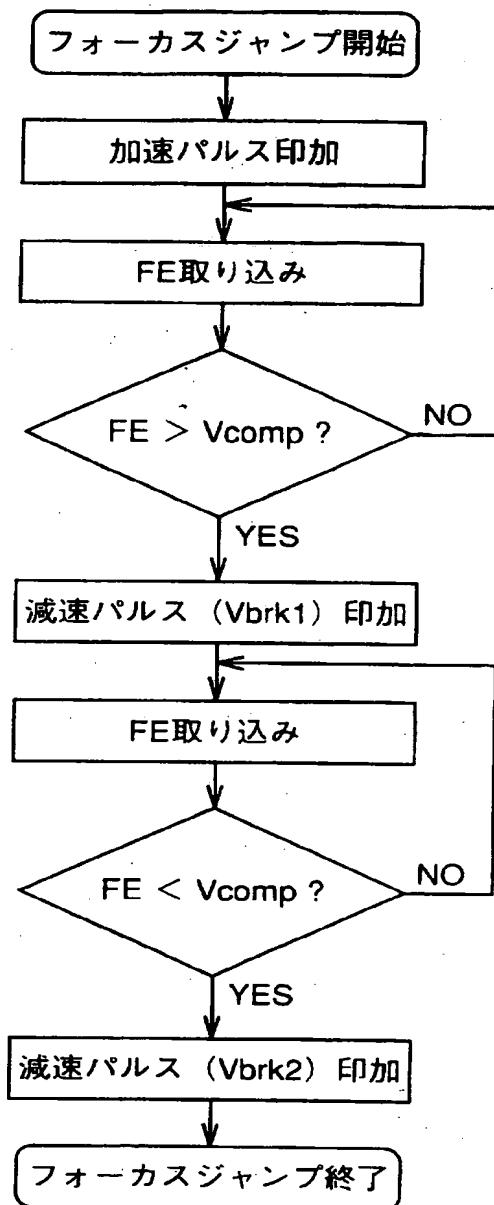 フォーカスジャンプ開始
加速パルス印加
FE取り込み
FE > Vcomp ?
NO
YES
減速パルス（Vbrk1）印加
FE取り込み
FE < Vcomp ?
NO
YES
減速パルス（Vbrk2）印加
フォーカスジャンプ終了